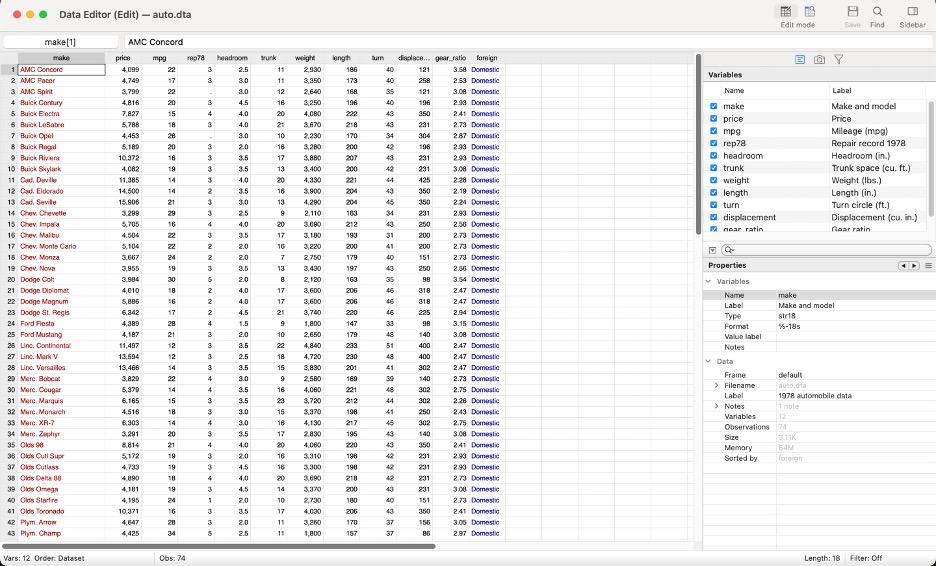 Data Editor (Edit) — auto.dta
Edit mode Save Find Sidebar
make[1] AMC Concord
make price mpg rep78 headroom trunk weight length turn displace... gear_ratio foreign
1 AMC Concord 4,099 22 3 2.5 11 2,930 186 40 121 3.58 Domestic
2 AMC Pacer 4,749 17 3 3.0 11 3,350 173 40 258 2.53 Domestic
3 AMC Spirit 3,799 22 . 3.0 12 2,640 168 35 121 3.08 Domestic
4 Buick Century 4,816 20 3 4.5 16 3,250 196 40 196 2.93 Domestic
5 Buick Electra 7,827 15 4 4.0 20 4,080 222 43 350 2.41 Domestic
6 Buick LeSabre 5,788 18 3 4.0 21 3,670 218 43 231 2.73 Domestic
7 Buick Opel 4,453 26 . 3.0 10 2,230 170 34 304 2.87 Domestic
8 Buick Regal 5,189 20 3 2.0 16 3,280 200 42 196 2.93 Domestic
9 Buick Riviera 10,372 16 3 3.5 17 3,880 207 43 231 2.93 Domestic
10 Buick Skylark 4,082 19 3 3.5 13 3,400 200 42 231 3.08 Domestic
11 Cad. Deville 11,385 14 3 4.0 20 4,330 221 44 425 2.28 Domestic
12 Cad. Eldorado 14,500 14 2 3.5 16 3,900 204 43 350 2.19 Domestic
13 Cad. Seville 15,906 21 3 3.0 13 4,290 204 45 350 2.24 Domestic
14 Chev. Chevette 3,299 29 3 2.5 9 2,110 163 34 231 2.93 Domestic
15 Chev. Impala 5,705 16 4 4.0 20 3,690 212 43 250 2.56 Domestic
16 Chev. Malibu 4,504 22 3 3.5 17 3,180 193 31 200 2.73 Domestic
17 Chev. Monte Carlo 5,104 22 2 2.0 16 3,220 200 41 200 2.73 Domestic
18 Chev. Monza 3,667 24 2 2.0 7 2,750 179 40 151 2.73 Domestic
19 Chev. Nova 3,955 19 3 3.5 13 3,430 197 43 250 2.56 Domestic
20 Dodge Colt 3,984 30 5 2.0 8 2,120 163 35 98 3.54 Domestic
21 Dodge Diplomat 4,010 18 2 4.0 17 3,600 206 46 318 2.47 Domestic
22 Dodge Magnum 5,886 16 2 4.0 17 3,600 206 46 318 2.47 Domestic
23 Dodge St. Regis 6,342 17 2 4.5 21 3,740 220 46 225 2.94 Domestic
24 Ford Fiesta 4,389 28 4 1.5 9 1,800 147 33 98 3.15 Domestic
25 Ford Mustang 4,187 21 3 2.0 10 2,650 179 43 140 3.08 Domestic
26 Linc. Continental 11,497 12 3 3.5 22 4,840 233 51 400 2.47 Domestic
27 Linc. Mark V 13,594 12 3 2.5 18 4,720 230 48 400 2.47 Domestic
28 Linc. Versailles 13,466 14 3 3.5 15 3,830 201 41 302 2.47 Domestic
29 Merc. Bobcat 3,829 22 4 3.0 9 2,580 169 39 140 2.73 Domestic
30 Merc. Cougar 5,379 14 4 3.5 16 4,060 221 48 302 2.75 Domestic
31 Merc. Marquis 6,165 15 3 3.5 23 3,720 212 44 302 2.26 Domestic
32 Merc. Monarch 4,516 18 3 3.0 15 3,370 198 41 250 2.43 Domestic
33 Merc. XR-7 6,303 14 4 3.0 16 4,130 217 45 302 2.75 Domestic
34 Merc. Zephyr 3,291 20 3 3.5 17 2,830 195 43 140 3.08 Domestic
35 Olds 98 8,814 21 4 4.0 20 4,060 220 43 350 2.41 Domestic
36 Olds Cutl Supr 5,172 19 3 2.0 16 3,310 198 42 231 2.93 Domestic
37 Olds Cutlass 4,733 19 3 4.5 16 3,300 198 42 231 2.93 Domestic
38 Olds Delta 88 4,890 18 4 4.0 20 3,690 218 42 231 2.73 Domestic
39 Olds Omega 4,181 19 3 4.5 14 3,370 200 43 231 3.08 Domestic
40 Olds Starfire 4,195 24 1 2.0 10 2,730 180 40 151 2.73 Domestic
41 Olds Toronado 10,371 16 3 3.5 17 4,030 206 43 350 2.41 Domestic
42 Plym. Arrow 4,647 28 3 2.0 11 3,260 170 37 156 3.05 Domestic
43 Plym. Champ 4,425 34 5 2.5 11 1,800 157 37 86 2.97 Domestic
Vars: 12 Order: Dataset Obs: 74 Length: 18 Filter: Off
Variables
Name Label
make Make and model
price Price
mpg Mileage (mpg)
rep78 Repair record 1978
headroom Headroom (in.)
trunk Trunk space (cu. ft.)
weight Weight (lbs.)
length Length (in.)
turn Turn circle (ft.)
displacement Displacement (cu. in.)
gear_ratio Gear ratio
Properties
Variables
Name make
Label Make and model
Type str18
Format %-18s
Value label
Notes
Data
Frame default
Filename auto.dta
Label 1978 automobile data
Notes 1 note
Variables 12
Observations 74
Size 3.11K
Memory 64M
Sorted by foreign